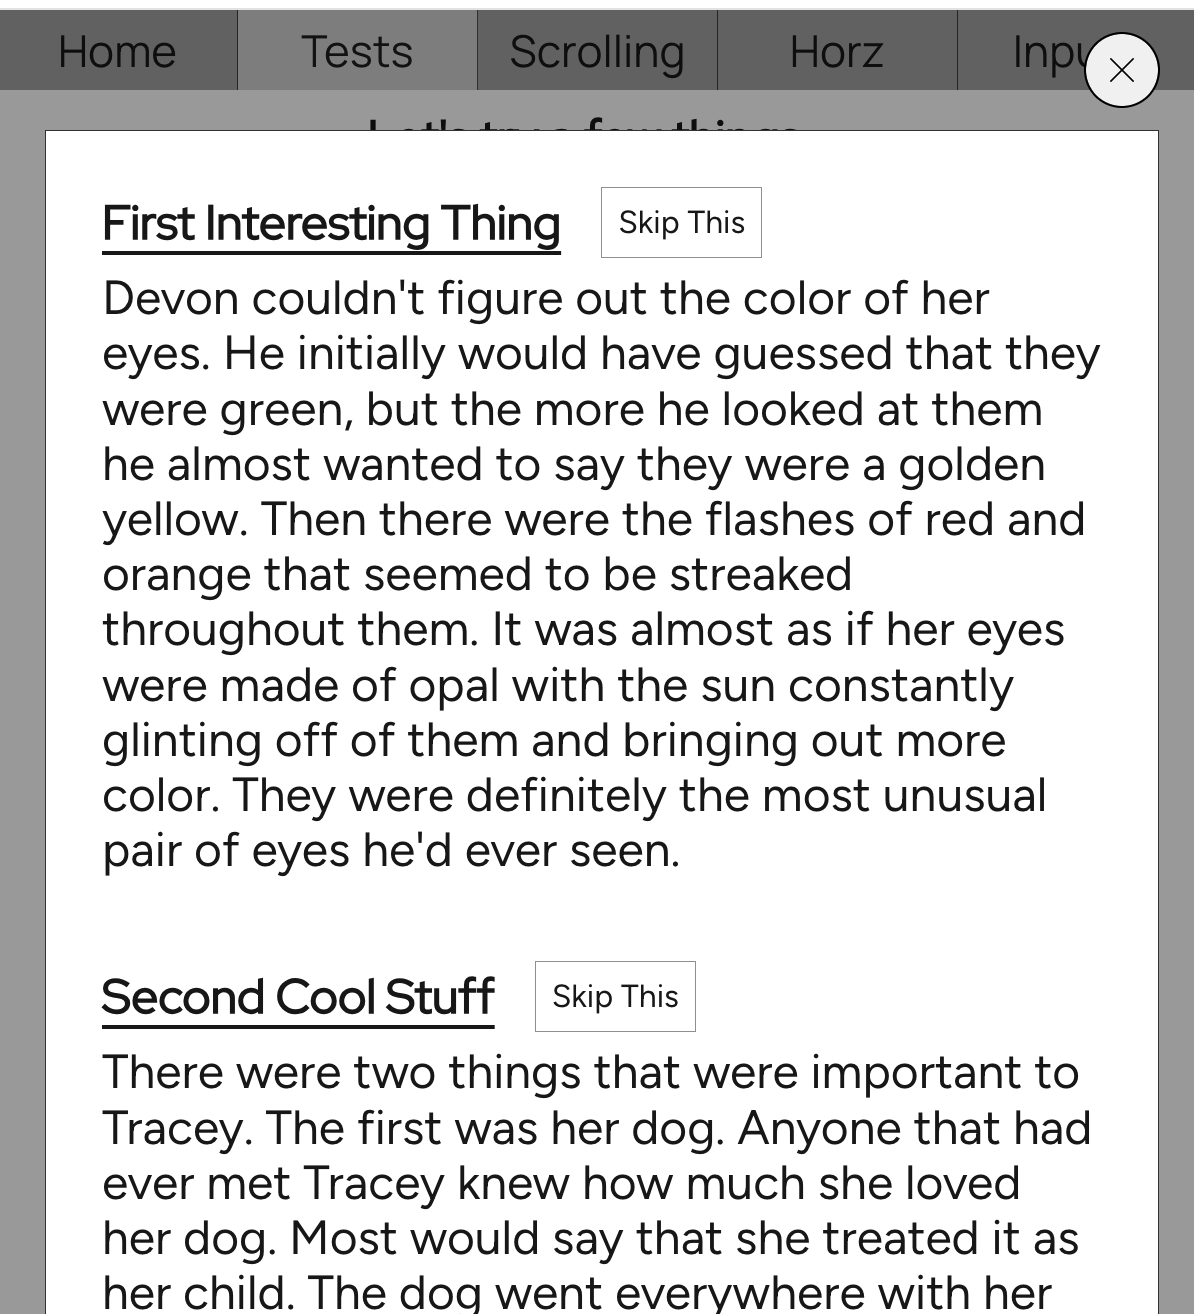 Home
Tests
Scrolling
Horz
Let's try a few things
First Interesting Thing
Skip This
Devon couldn't figure out the color of her
eyes. He initially would have guessed that they
were green, but the more he looked at them
he almost wanted to say they were a golden
yellow. Then there were the flashes of red and
orange that seemed to be streaked
throughout them. It was almost as if her eyes
were made of opal with the sun constantly
glinting off of them and bringing out more
color. They were definitely the most unusual
pair of eyes he'd ever seen.
Second Cool Stuff
Skip This
There were two things that were important to
Tracey. The first was her dog. Anyone that had
ever met Tracey knew how much she loved
her dog. Most would say that she treated it as
her child. The dog went everywhere with her